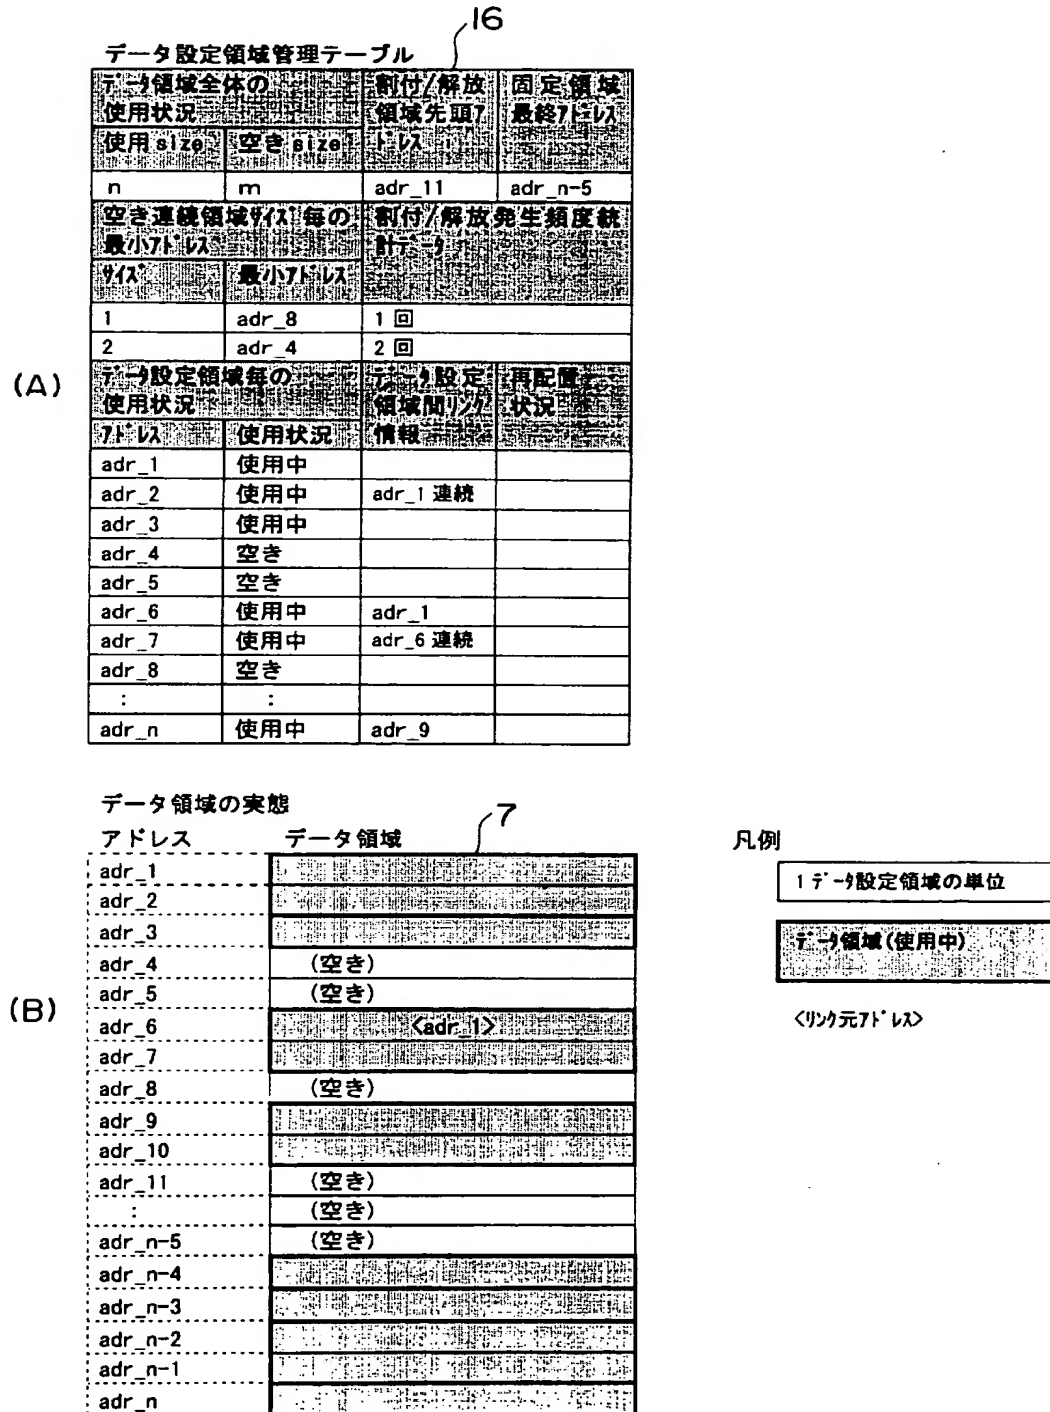 16
データ設定領域管理テーブル
データ領域全体の使用状況 割付/解放領域先頭アドレス 固定領域最終アドレス
使用size 空きsize
n m adr_11 adr_n-5
空き連続領域サイズ毎の最小アドレス 割付/解放発生頻度統計データ
サイズ 最小アドレス
1 adr_8 1回
2 adr_4 2回
(A)
データ設定領域毎の使用状況 データ設定領域間リンク情報 再配置状況
アドレス 使用状況
adr_1 使用中
adr_2 使用中 adr_1 連続
adr_3 使用中
adr_4 空き
adr_5 空き
adr_6 使用中 adr_1
adr_7 使用中 adr_6 連続
adr_8 空き
: :
adr_n 使用中 adr_9
データ領域の実態
7
アドレス データ領域
adr_1
adr_2
adr_3
adr_4 (空き)
adr_5 (空き)
(B)
adr_6 <adr_1>
adr_7
adr_8 (空き)
adr_9
adr_10
adr_11 (空き)
: (空き)
adr_n-5 (空き)
adr_n-4
adr_n-3
adr_n-2
adr_n-1
adr_n
凡例
1データ設定領域の単位
データ領域(使用中)
<リンク元アドレス>